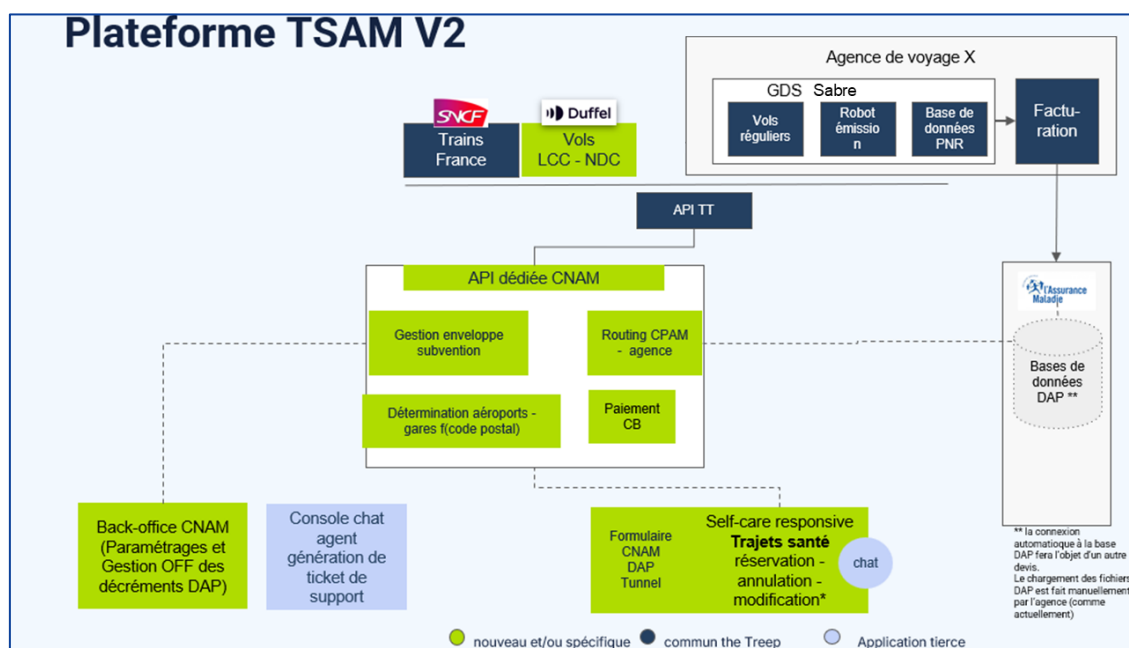 Plateforme TSAM V2
Agence de voyage X
GDS Sabre
Vols
réguliers
Robot
émissio
n
Base de
données
PNR
Factu-
ration
SNCF
Trains
France
Duffel
Vols
LCC - NDC
API TT
API dédiée CNAM
Gestion enveloppe
subvention
Routing CPAM
- agence
Détermination aéroports -
gares f(code postal)
Paiement
CB
l'Assurance
Maladie
Bases de
données
DAP **
Back-office CNAM
(Paramétrages et
Gestion OFF des
décréments DAP)
Console chat
agent
génération de
ticket de
support
Formulaire
CNAM
DAP
Tunnel
Self-care responsive
Trajets santé
réservation -
annulation -
modification*
chat
** la connexion
automatioque à la base
DAP fera l'objet d'un autre
devis.
Le chargement des fichiers
DAP est fait manuellement
par l'agence (comme
actuellement)
nouveau et/ou spécifique
commun the Treep
Application tierce